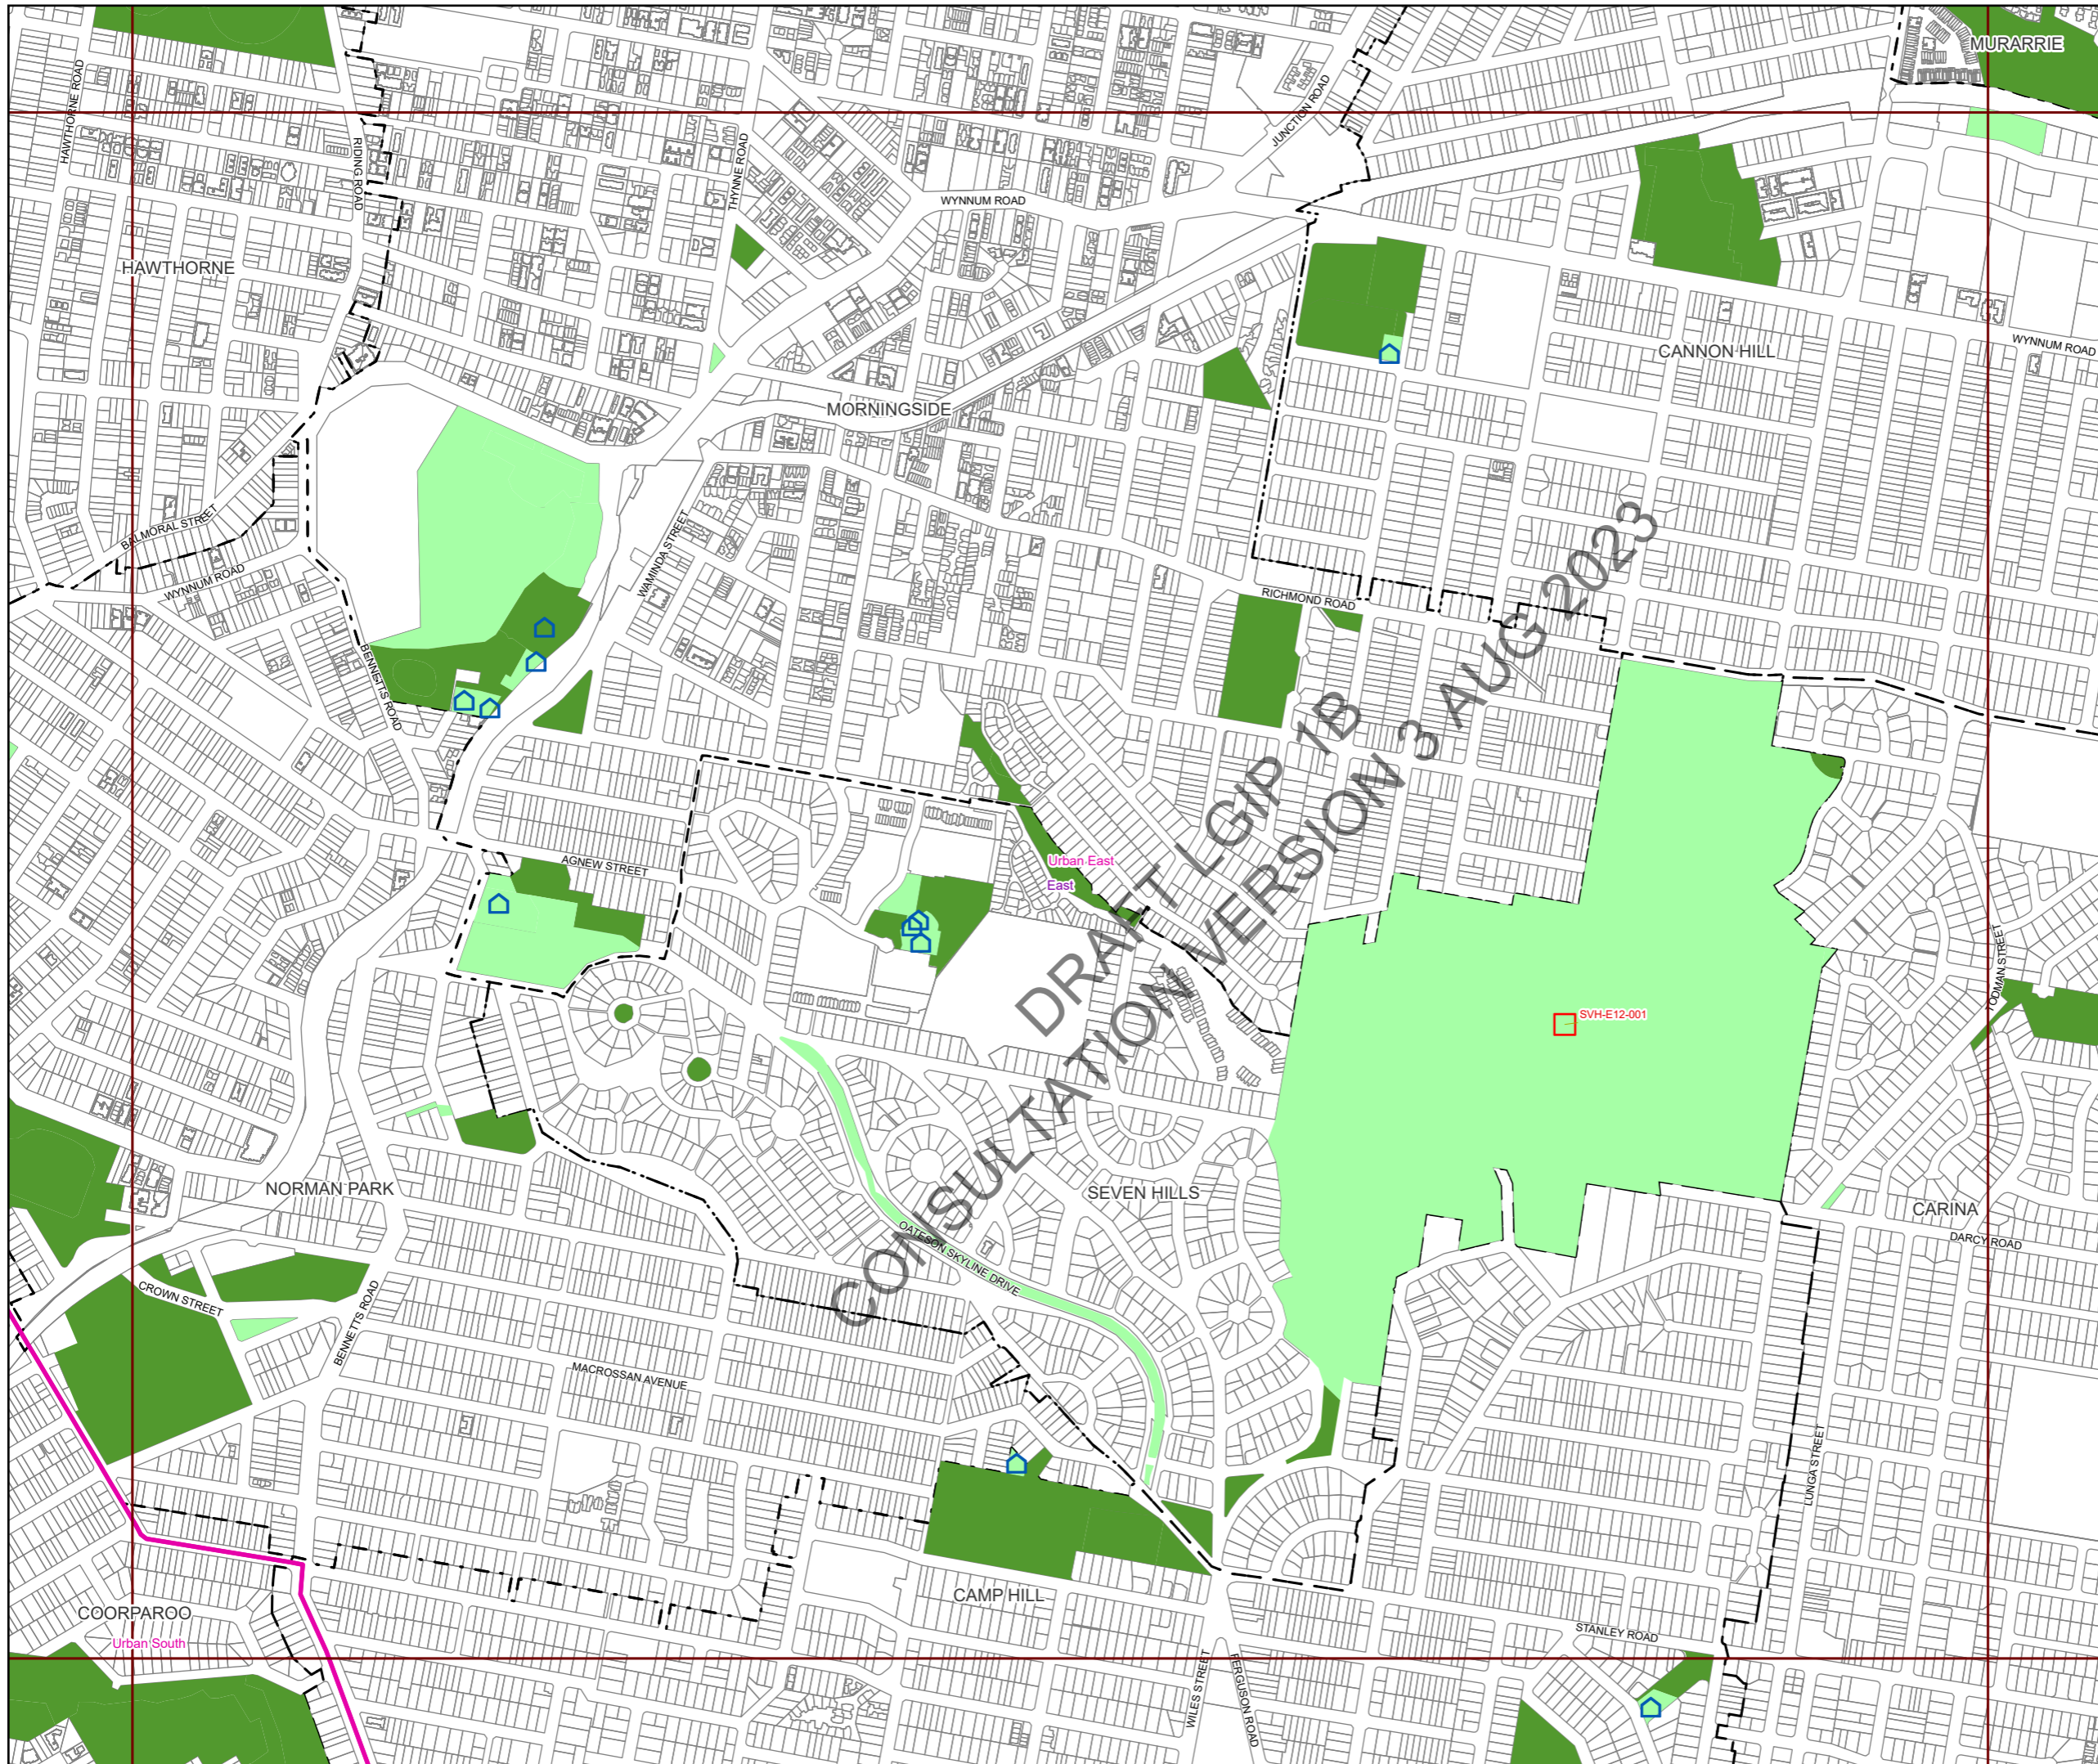 MURARRIE
HAWTHORNE ROAD
RIDING ROAD
THYNNE ROAD
JUNCTION ROAD
WYNNUM ROAD
HAWTHORNE
WYNNUM ROAD
CANNON HILL
MORNINGSIDE
BALMORAL STREET
WYNNUM ROAD
WAMINDA STREET
RICHMOND ROAD
BENNETTS ROAD
AGNEW STREET
Urban East
East
DRAFT LGIP 1B
CONSULTATION VERSION 3 AUG 2023
TODMAN STREET
SVH-E12-001
NORMAN PARK
SEVEN HILLS
CARINA
DARCY ROAD
OATESON SKYLINE DRIVE
CROWN STREET
BENNETTS ROAD
MACROSSAN AVENUE
LUNGA STREET
CAMP HILL
COORPAROO
Urban South
STANLEY ROAD
WILES STREET
FERGUSON ROAD